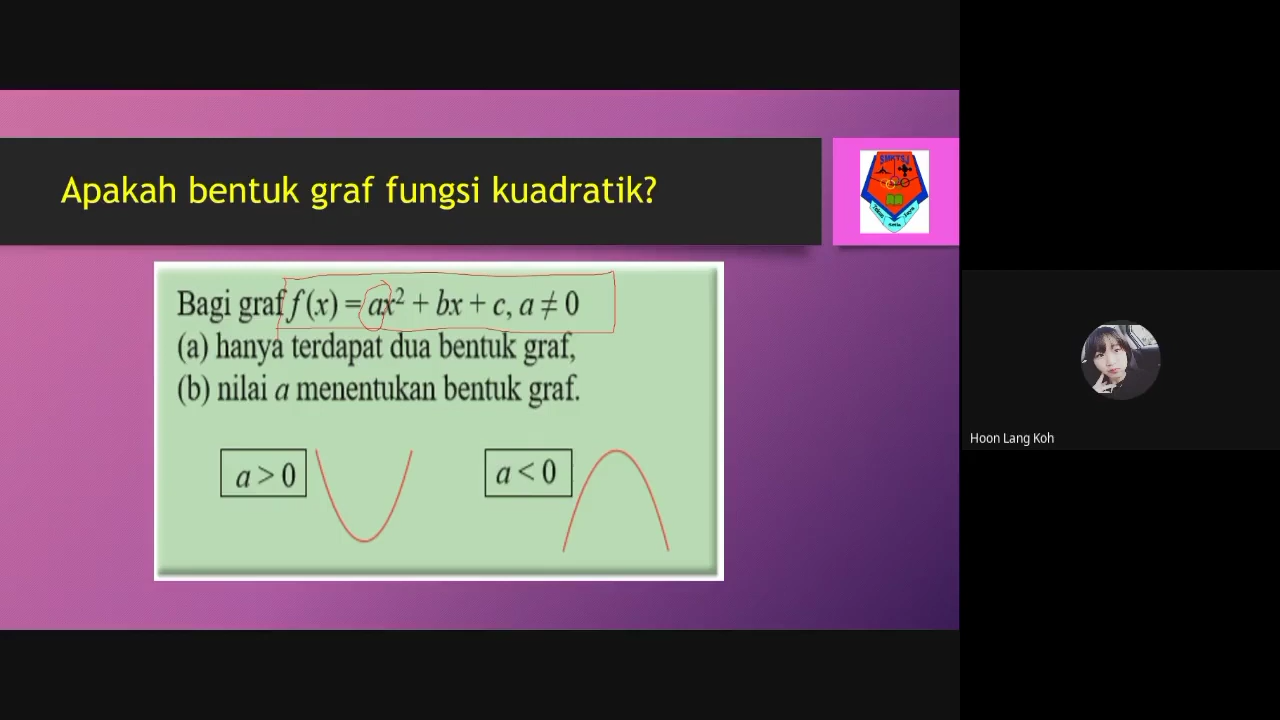 Apakah bentuk graf fungsi kuadratik?
SMKTSJ
Bagi graf f(x) = ax² + bx + c, a ≠ 0
(a) hanya terdapat dua bentuk graf,
(b) nilai a menentukan bentuk graf.
a > 0
a < 0
Hoon Lang Koh